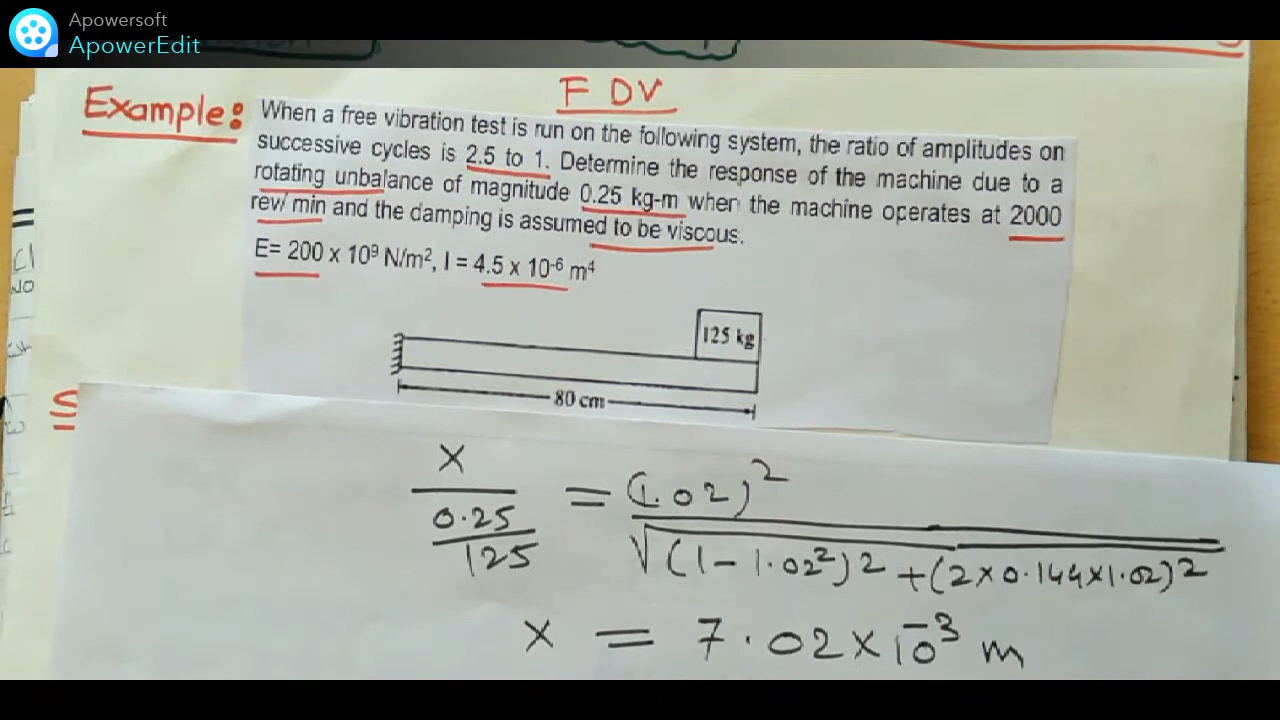 Apowersoft
ApowerEdit
F DV
Example:
When a free vibration test is run on the following system, the ratio of amplitudes on
successive cycles is 2.5 to 1. Determine the response of the machine due to a
rotating unbalance of magnitude 0.25 kg-m when the machine operates at 2000
rev/ min and the damping is assumed to be viscous.
E= 200 x 10⁹ N/m², I = 4.5 x 10⁻⁶ m⁴
125 kg
80 cm
S
x / (0.25/125) = (1.02)² / √((1-1.02²)² + (2×0.144×1.02)²)
x = 7.02×10⁻³ m